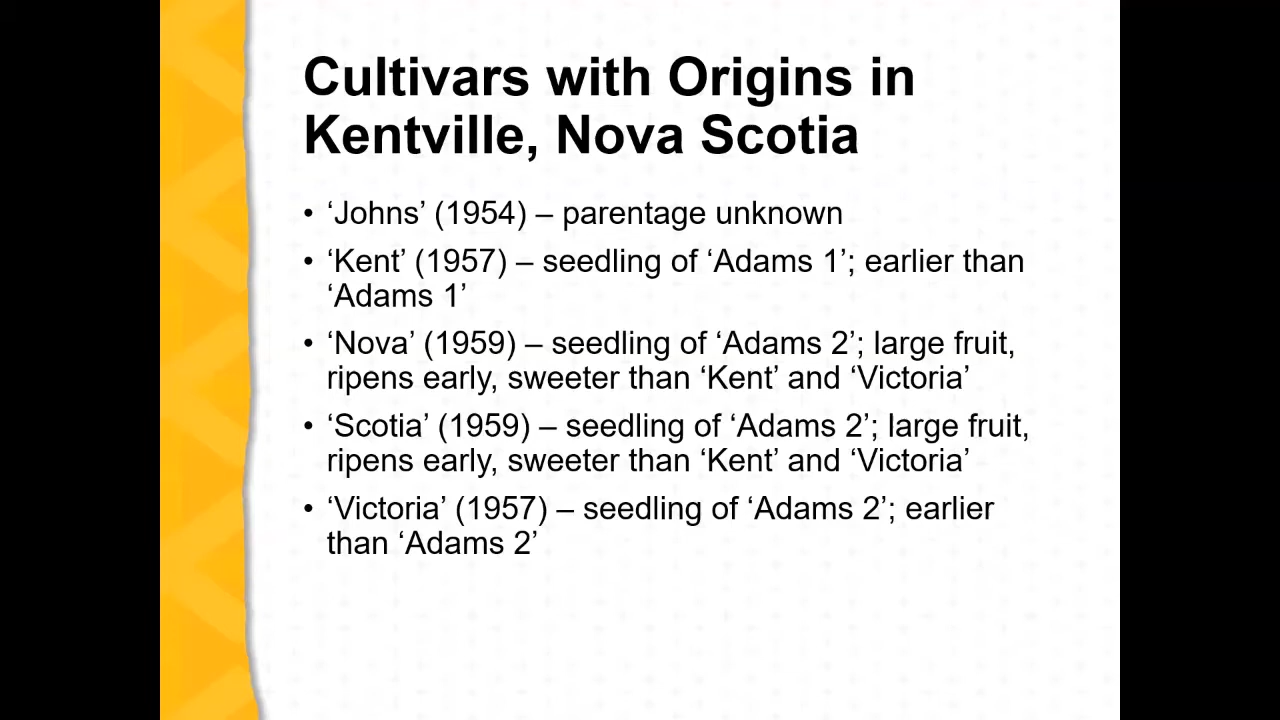 Cultivars with Origins in
Kentville, Nova Scotia
• ‘Johns’ (1954) – parentage unknown
• ‘Kent’ (1957) – seedling of ‘Adams 1’; earlier than
‘Adams 1’
• ‘Nova’ (1959) – seedling of ‘Adams 2’; large fruit,
ripens early, sweeter than ‘Kent’ and ‘Victoria’
• ‘Scotia’ (1959) – seedling of ‘Adams 2’; large fruit,
ripens early, sweeter than ‘Kent’ and ‘Victoria’
• ‘Victoria’ (1957) – seedling of ‘Adams 2’; earlier
than ‘Adams 2’